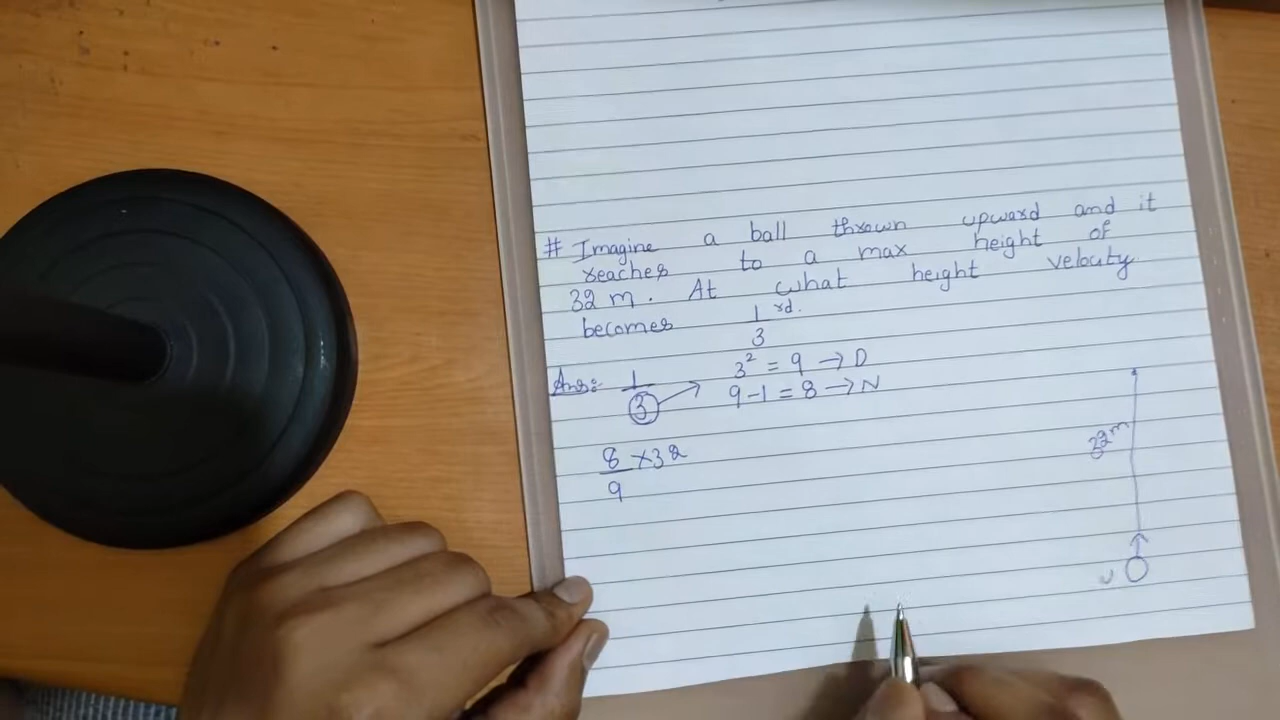 # Imagine a ball thrown upward and it
reaches to a max height of
32 m. At what height velocity
becomes 1/3 rd.
Ans: 1/3 → 3² = 9 → D
9-1 = 8 → N
8/9 × 32
32m
u